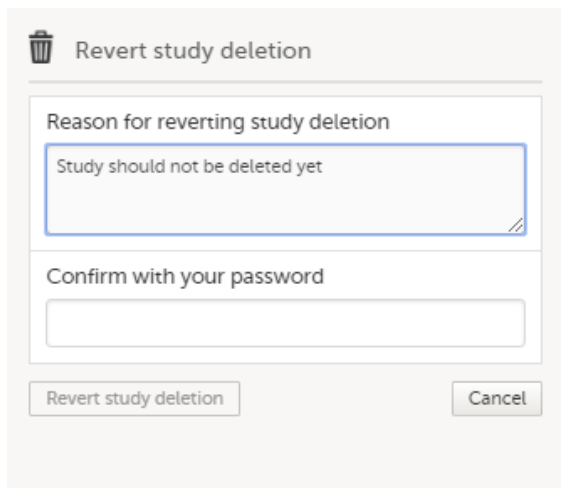 Revert study deletion
Reason for reverting study deletion
Study should not be deleted yet
Confirm with your password
Revert study deletion
Cancel